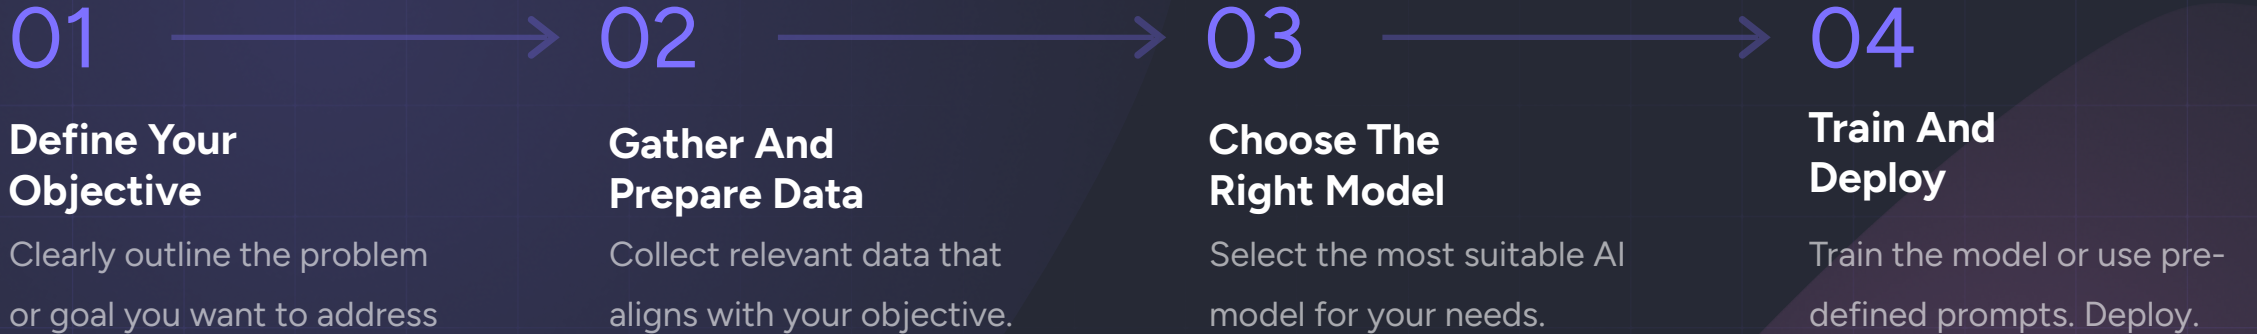 01
Define Your
Objective
Clearly outline the problem
or goal you want to address
02
Gather And
Prepare Data
Collect relevant data that
aligns with your objective.
03
Choose The
Right Model
Select the most suitable AI
model for your needs.
04
Train And
Deploy
Train the model or use pre-
defined prompts. Deploy.